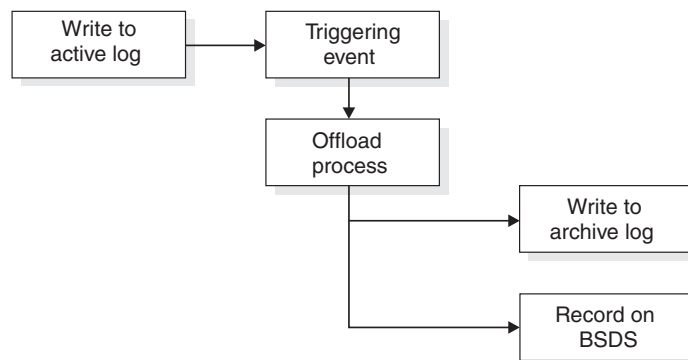 Write to
active log
Triggering
event
Offload
process
Write to
archive log
Record on
BSDS